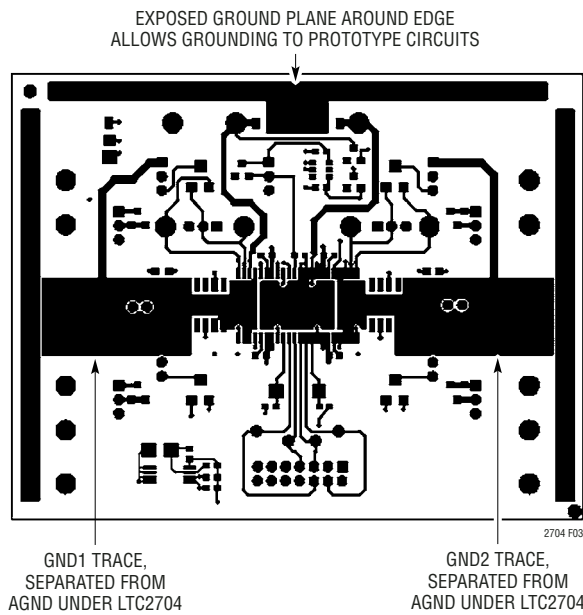 EXPOSED GROUND PLANE AROUND EDGE
ALLOWS GROUNDING TO PROTOTYPE CIRCUITS
2704 F03
GND1 TRACE,
SEPARATED FROM
AGND UNDER LTC2704
GND2 TRACE,
SEPARATED FROM
AGND UNDER LTC2704